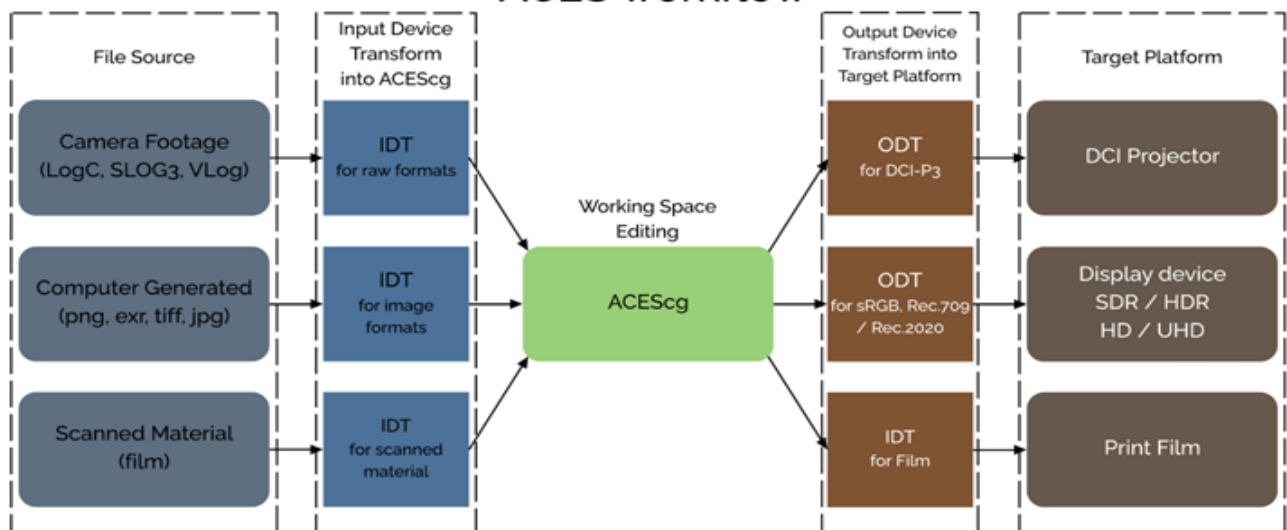 File Source
Input Device
Transform
into ACEScg
Output Device
Transform into
Target Platform
Target Platform
Camera Footage
(LogC, SLOG3, VLog)
IDT
for raw formats
ODT
for DCI-P3
DCI Projector
Working Space
Editing
Computer Generated
(png, exr, tiff, jpg)
IDT
for image
formats
ACEScg
ODT
for sRGB, Rec.709
/ Rec.2020
Display device
SDR / HDR
HD / UHD
Scanned Material
(film)
IDT
for scanned
material
IDT
for Film
Print Film